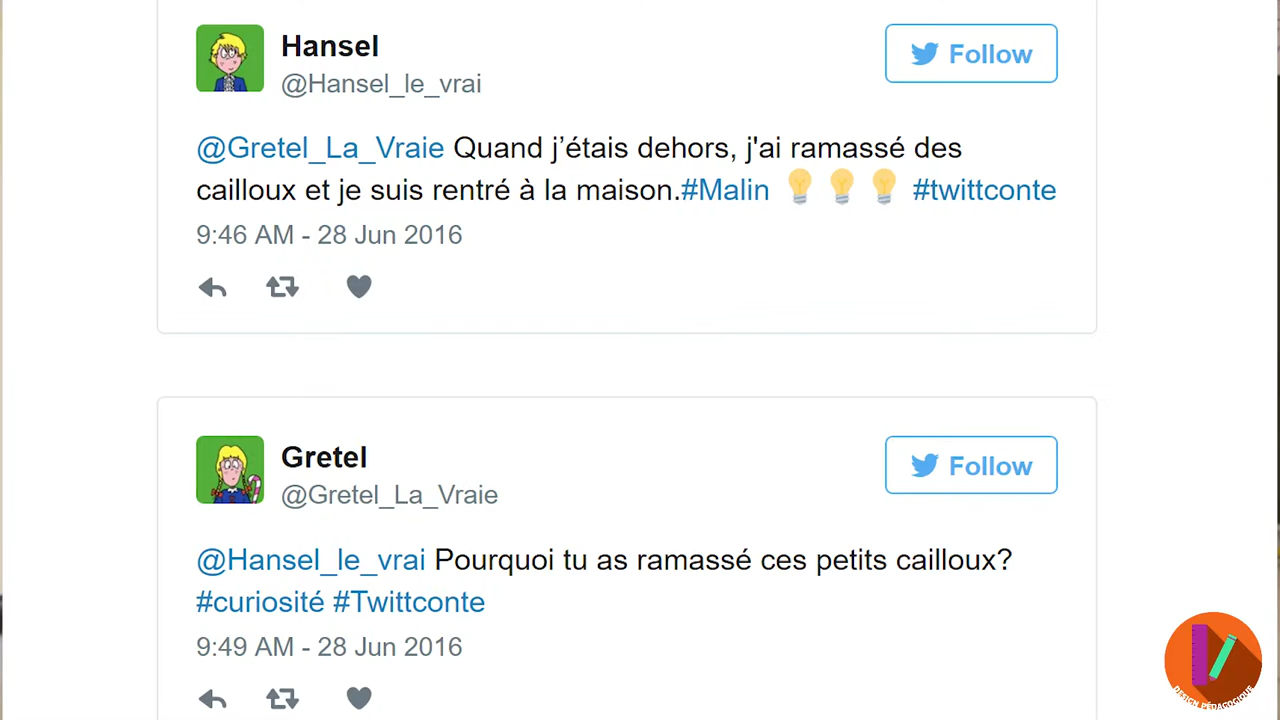 Hansel
Follow
@Hansel_le_vrai
@Gretel_La_Vraie Quand j’étais dehors, j'ai ramassé des
cailloux et je suis rentré à la maison.#Malin 💡 💡 💡 #twittconte
9:46 AM - 28 Jun 2016
Gretel
Follow
@Gretel_La_Vraie
@Hansel_le_vrai Pourquoi tu as ramassé ces petits cailloux?
#curiosité #Twittconte
9:49 AM - 28 Jun 2016
DESIGN PÉDAGOGIQUE